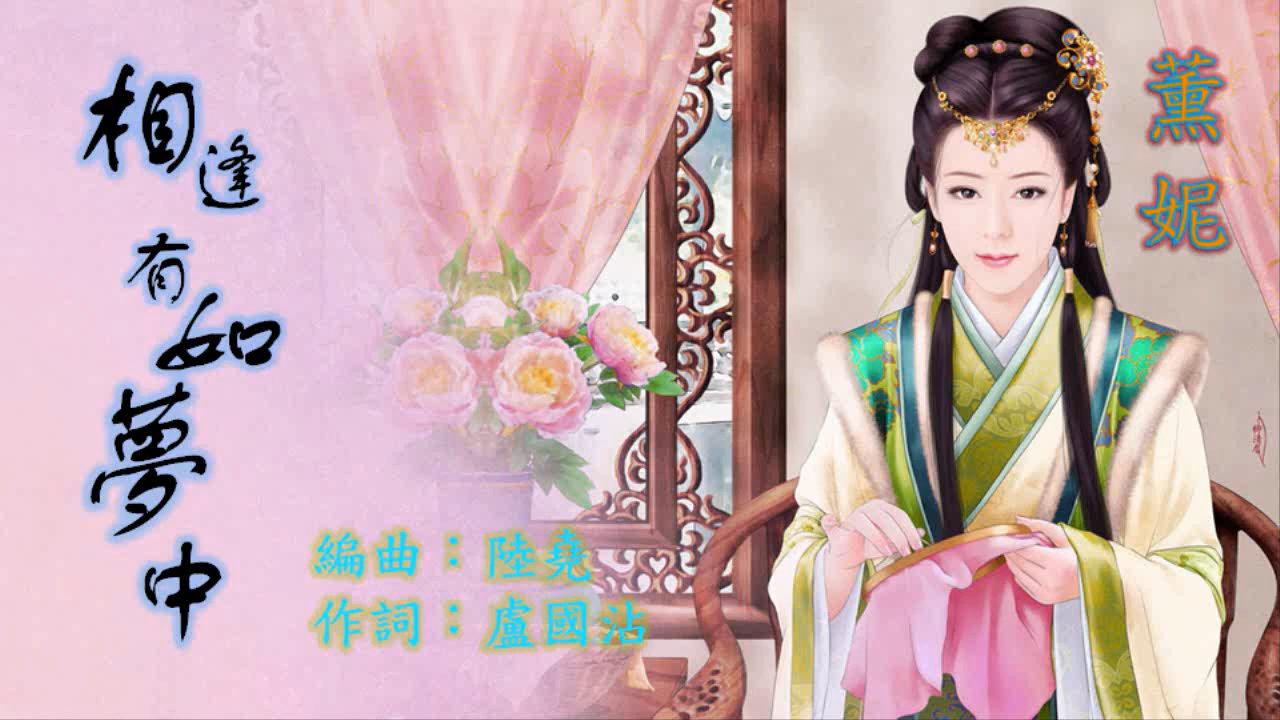 相逢有如夢中
薰妮
編曲：陸堯
作詞：盧國沾